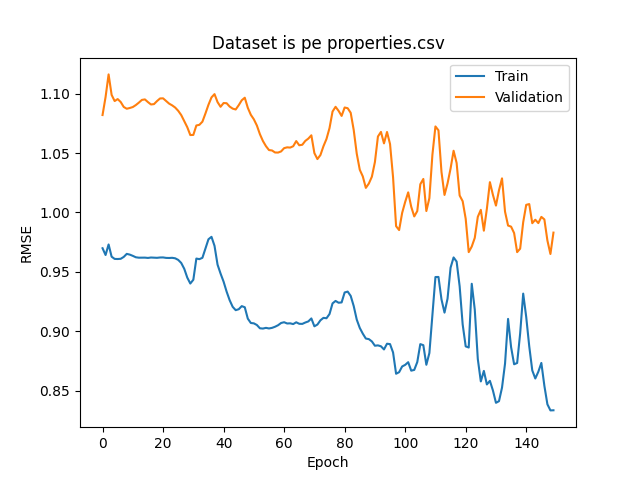 Dataset is pe properties.csv
Train
Validation
RMSE
1.10
1.05
1.00
0.95
0.90
0.85
0 20 40 60 80 100 120 140
Epoch